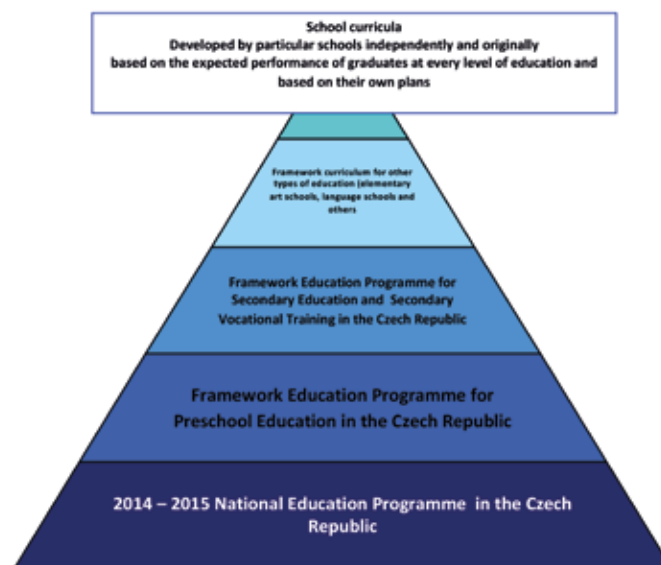 School curricula
Developed by particular schools independently and originally
based on the expected performance of graduates at every level of education and
based on their own plans
Framework curriculum for other
types of education (elementary
art schools, language schools and
others
Framework Education Programme for
Secondary Education and Secondary
Vocational Training in the Czech Republic
Framework Education Programme for
Preschool Education in the Czech Republic
2014 – 2015 National Education Programme in the Czech
Republic